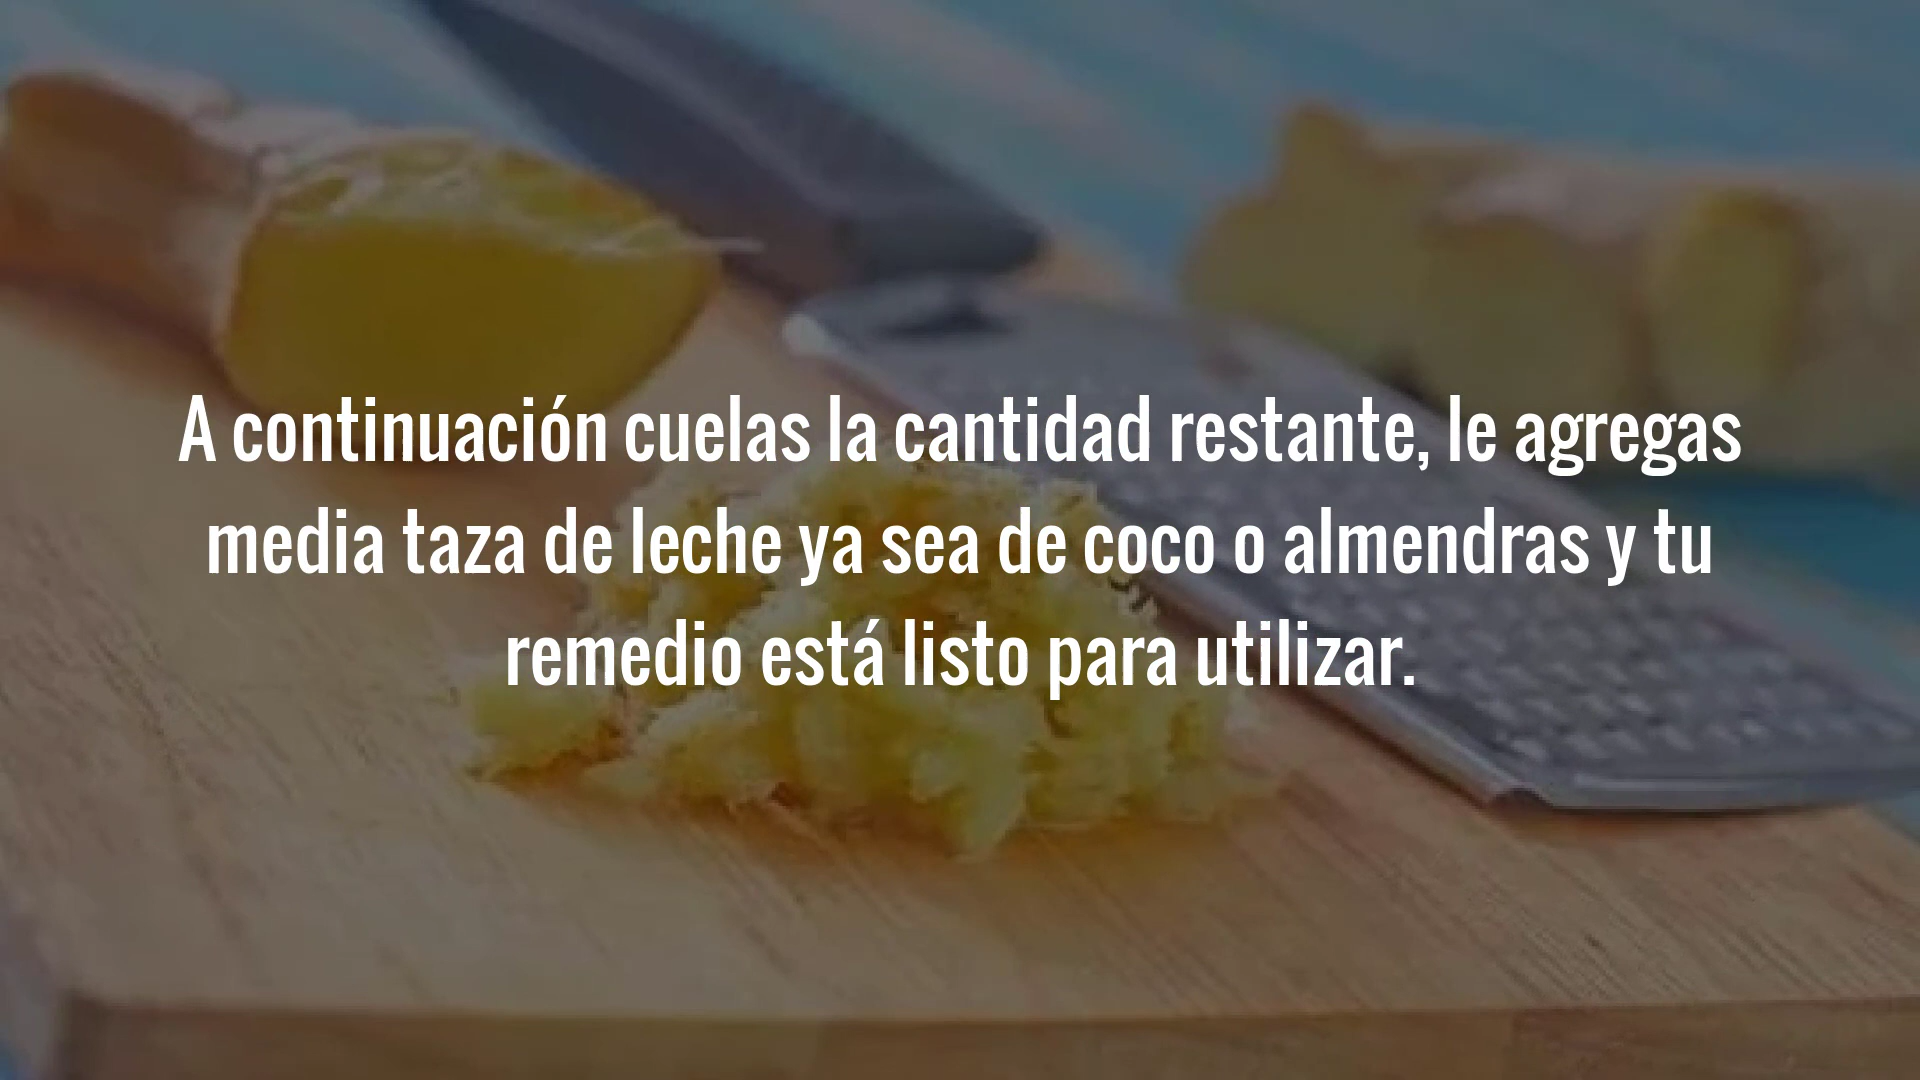 A continuación cuelas la cantidad restante, le agregas
media taza de leche ya sea de coco o almendras y tu
remedio está listo para utilizar.